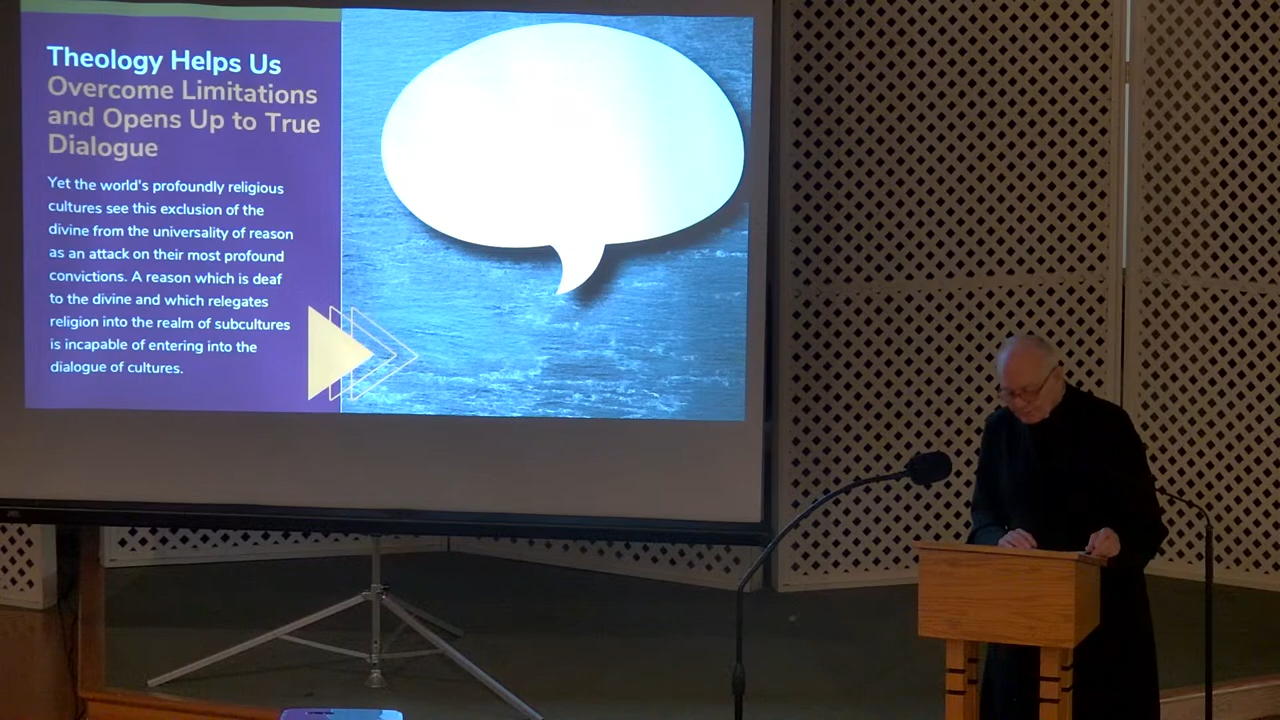 Theology Helps Us
Overcome Limitations
and Opens Up to True
Dialogue
Yet the world's profoundly religious
cultures see this exclusion of the
divine from the universality of reason
as an attack on their most profound
convictions. A reason which is deaf
to the divine and which relegates
religion into the realm of subcultures
is incapable of entering into the
dialogue of cultures.